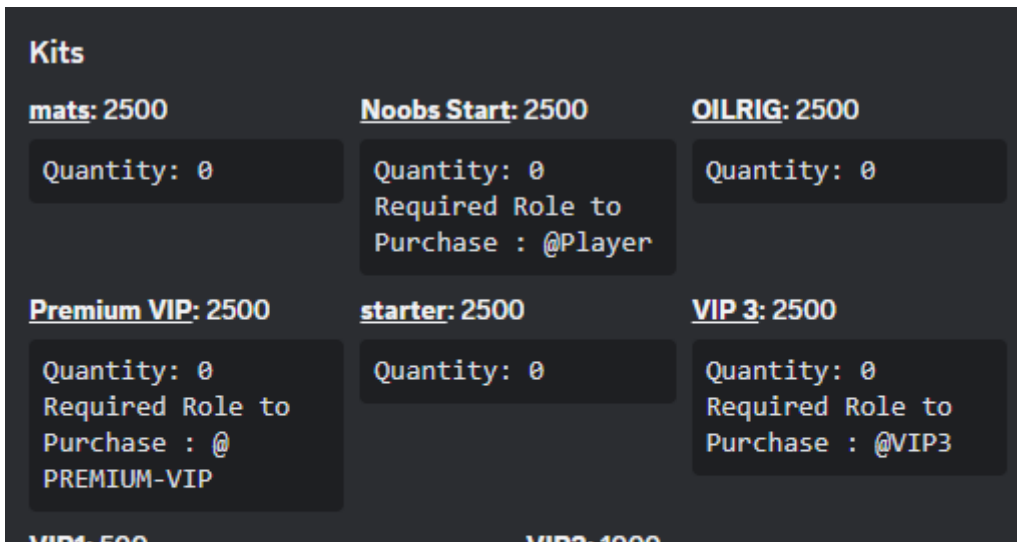 Kits
mats: 2500
Quantity: 0
Noobs Start: 2500
Quantity: 0
Required Role to
Purchase : @Player
OILRIG: 2500
Quantity: 0
Premium VIP: 2500
Quantity: 0
Required Role to
Purchase : @
PREMIUM-VIP
starter: 2500
Quantity: 0
VIP 3: 2500
Quantity: 0
Required Role to
Purchase : @VIP3
VIP1: 500